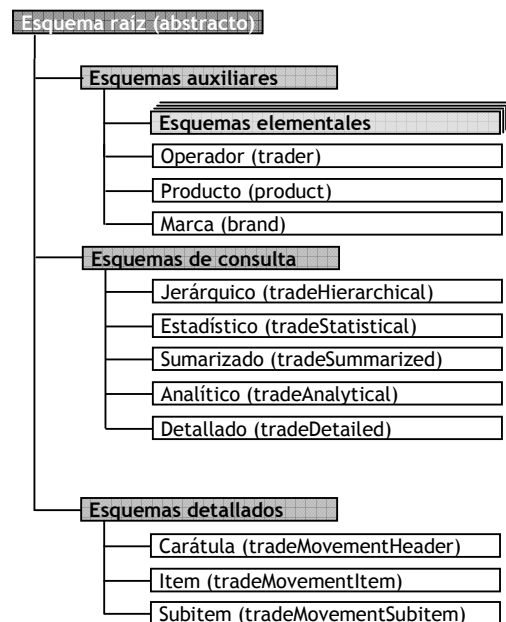 Esquema raíz (abstracto)
Esquemas auxiliares
Esquemas elementales
Operador (trader)
Producto (product)
Marca (brand)
Esquemas de consulta
Jerárquico (tradeHierarchical)
Estadístico (tradeStatistical)
Sumarizado (tradeSummarized)
Analítico (tradeAnalytical)
Detallado (tradeDetailed)
Esquemas detallados
Carátula (tradeMovementHeader)
Item (tradeMovementItem)
Subitem (tradeMovementSubitem)